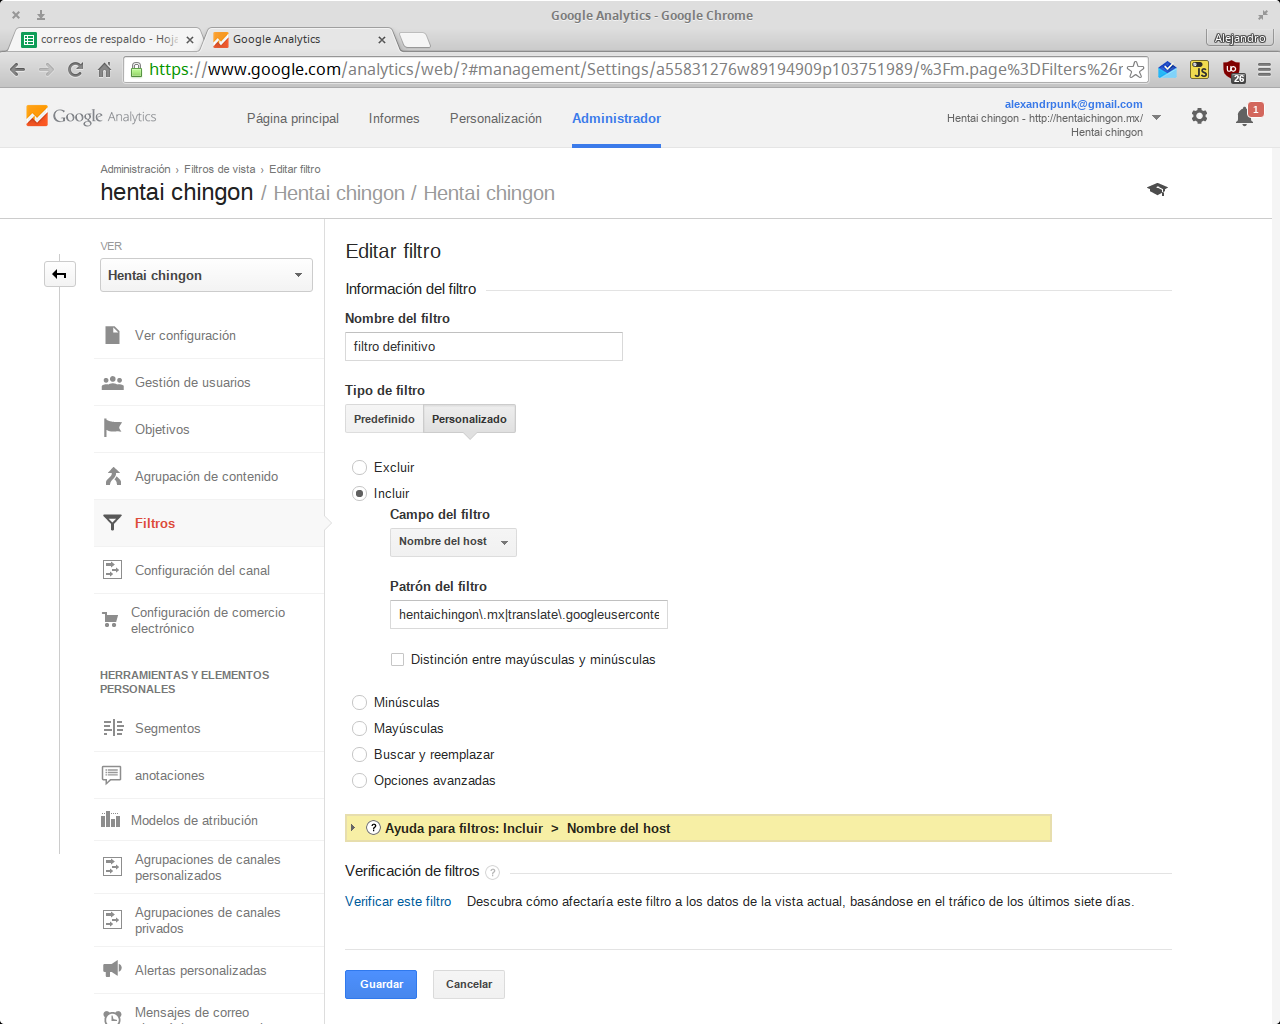 Google Analytics - Google Chrome
correos de respaldo - Hoja
Google Analytics
Alejandro
https://www.google.com/analytics/web/?#management/Settings/a55831276w89194909p103751989/%3Fm.page%3DFilters%26r
JS
26
Google Analytics
Página principal
Informes
Personalización
Administrador
alexandrpunk@gmail.com
Hentai chingon - http://hentaichingon.mx/
Hentai chingon
1
Administración › Filtros de vista › Editar filtro
hentai chingon / Hentai chingon / Hentai chingon
VER
Hentai chingon
Ver configuración
Gestión de usuarios
Objetivos
Agrupación de contenido
Filtros
Configuración del canal
Configuración de comercio
electrónico
HERRAMIENTAS Y ELEMENTOS
PERSONALES
Segmentos
anotaciones
Modelos de atribución
Agrupaciones de canales
personalizados
Agrupaciones de canales
privados
Alertas personalizadas
Mensajes de correo
Editar filtro
Información del filtro
Nombre del filtro
filtro definitivo
Tipo de filtro
Predefinido
Personalizado
Excluir
Incluir
Campo del filtro
Nombre del host
Patrón del filtro
hentaichingon\.mx|translate\.googleuserconte
Distinción entre mayúsculas y minúsculas
Minúsculas
Mayúsculas
Buscar y reemplazar
Opciones avanzadas
? Ayuda para filtros: Incluir > Nombre del host
Verificación de filtros ?
Verificar este filtro Descubra cómo afectaría este filtro a los datos de la vista actual, basándose en el tráfico de los últimos siete días.
Guardar
Cancelar